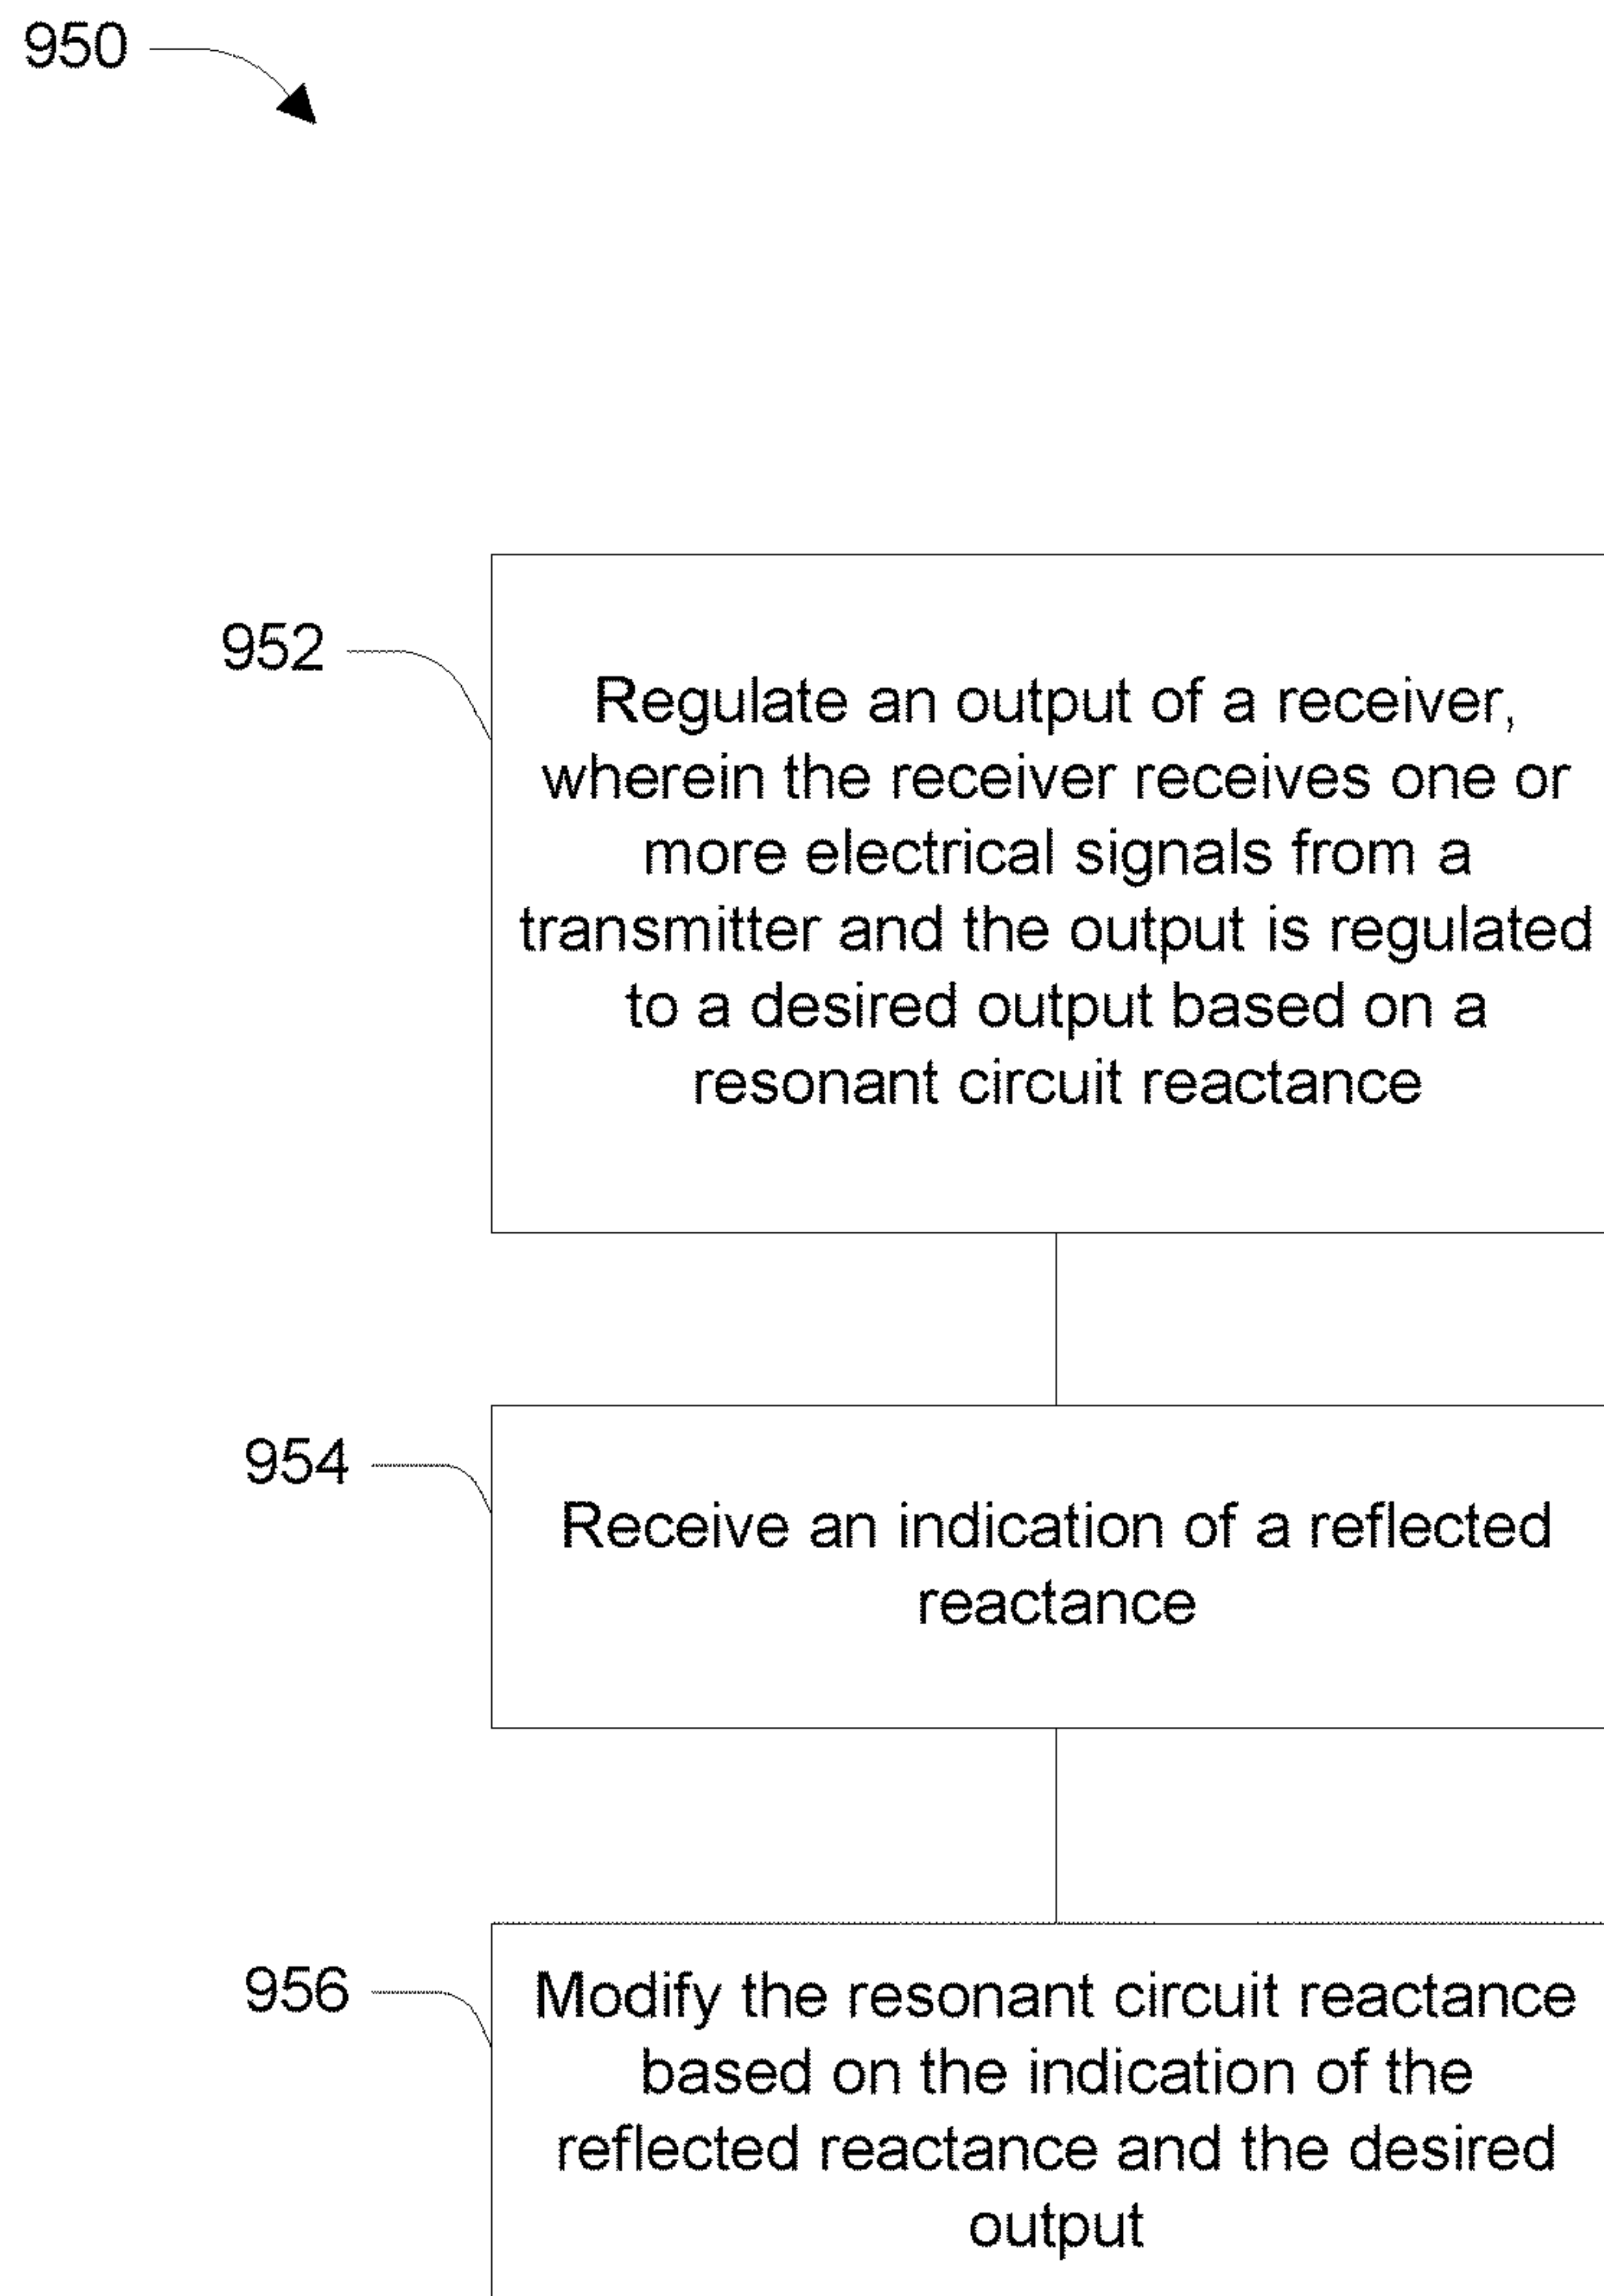 950
952
Regulate an output of a receiver,
wherein the receiver receives one or
more electrical signals from a
transmitter and the output is regulated
to a desired output based on a
resonant circuit reactance
954
Receive an indication of a reflected
reactance
956
Modify the resonant circuit reactance
based on the indication of the
reflected reactance and the desired
output